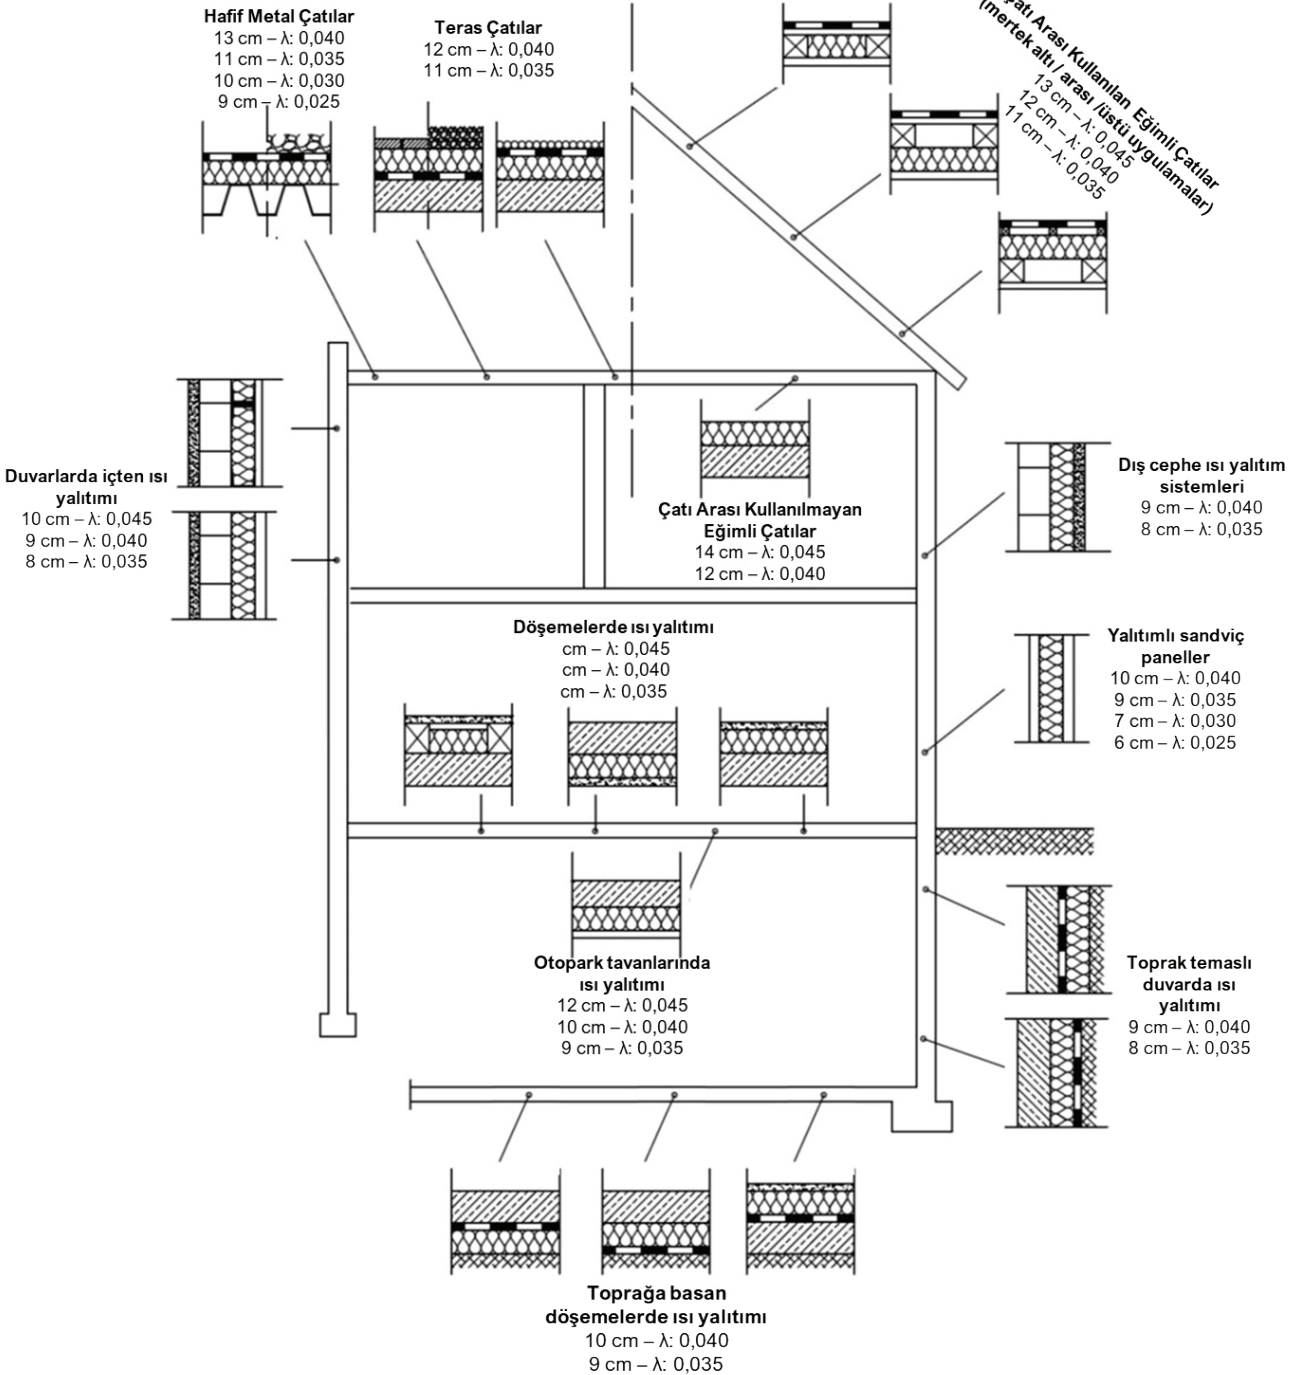 Hafif Metal Çatılar
13 cm – λ: 0,040
11 cm – λ: 0,035
10 cm – λ: 0,030
9 cm – λ: 0,025
Teras Çatılar
12 cm – λ: 0,040
11 cm – λ: 0,035
Çatı Arası Kullanılan Eğimli Çatılar
(mertek altı / arası /üstü uygulamalar)
13 cm – λ: 0,045
12 cm – λ: 0,040
11 cm – λ: 0,035
Duvarlarda içten ısı
yalıtımı
10 cm – λ: 0,045
9 cm – λ: 0,040
8 cm – λ: 0,035
Çatı Arası Kullanılmayan
Eğimli Çatılar
14 cm – λ: 0,045
12 cm – λ: 0,040
Dış cephe ısı yalıtım
sistemleri
9 cm – λ: 0,040
8 cm – λ: 0,035
Döşemelerde ısı yalıtımı
cm – λ: 0,045
cm – λ: 0,040
cm – λ: 0,035
Yalıtımlı sandviç
paneller
10 cm – λ: 0,040
9 cm – λ: 0,035
7 cm – λ: 0,030
6 cm – λ: 0,025
Otopark tavanlarında
ısı yalıtımı
12 cm – λ: 0,045
10 cm – λ: 0,040
9 cm – λ: 0,035
Toprak temaslı
duvarda ısı
yalıtımı
9 cm – λ: 0,040
8 cm – λ: 0,035
Toprağa basan
döşemelerde ısı yalıtımı
10 cm – λ: 0,040
9 cm – λ: 0,035